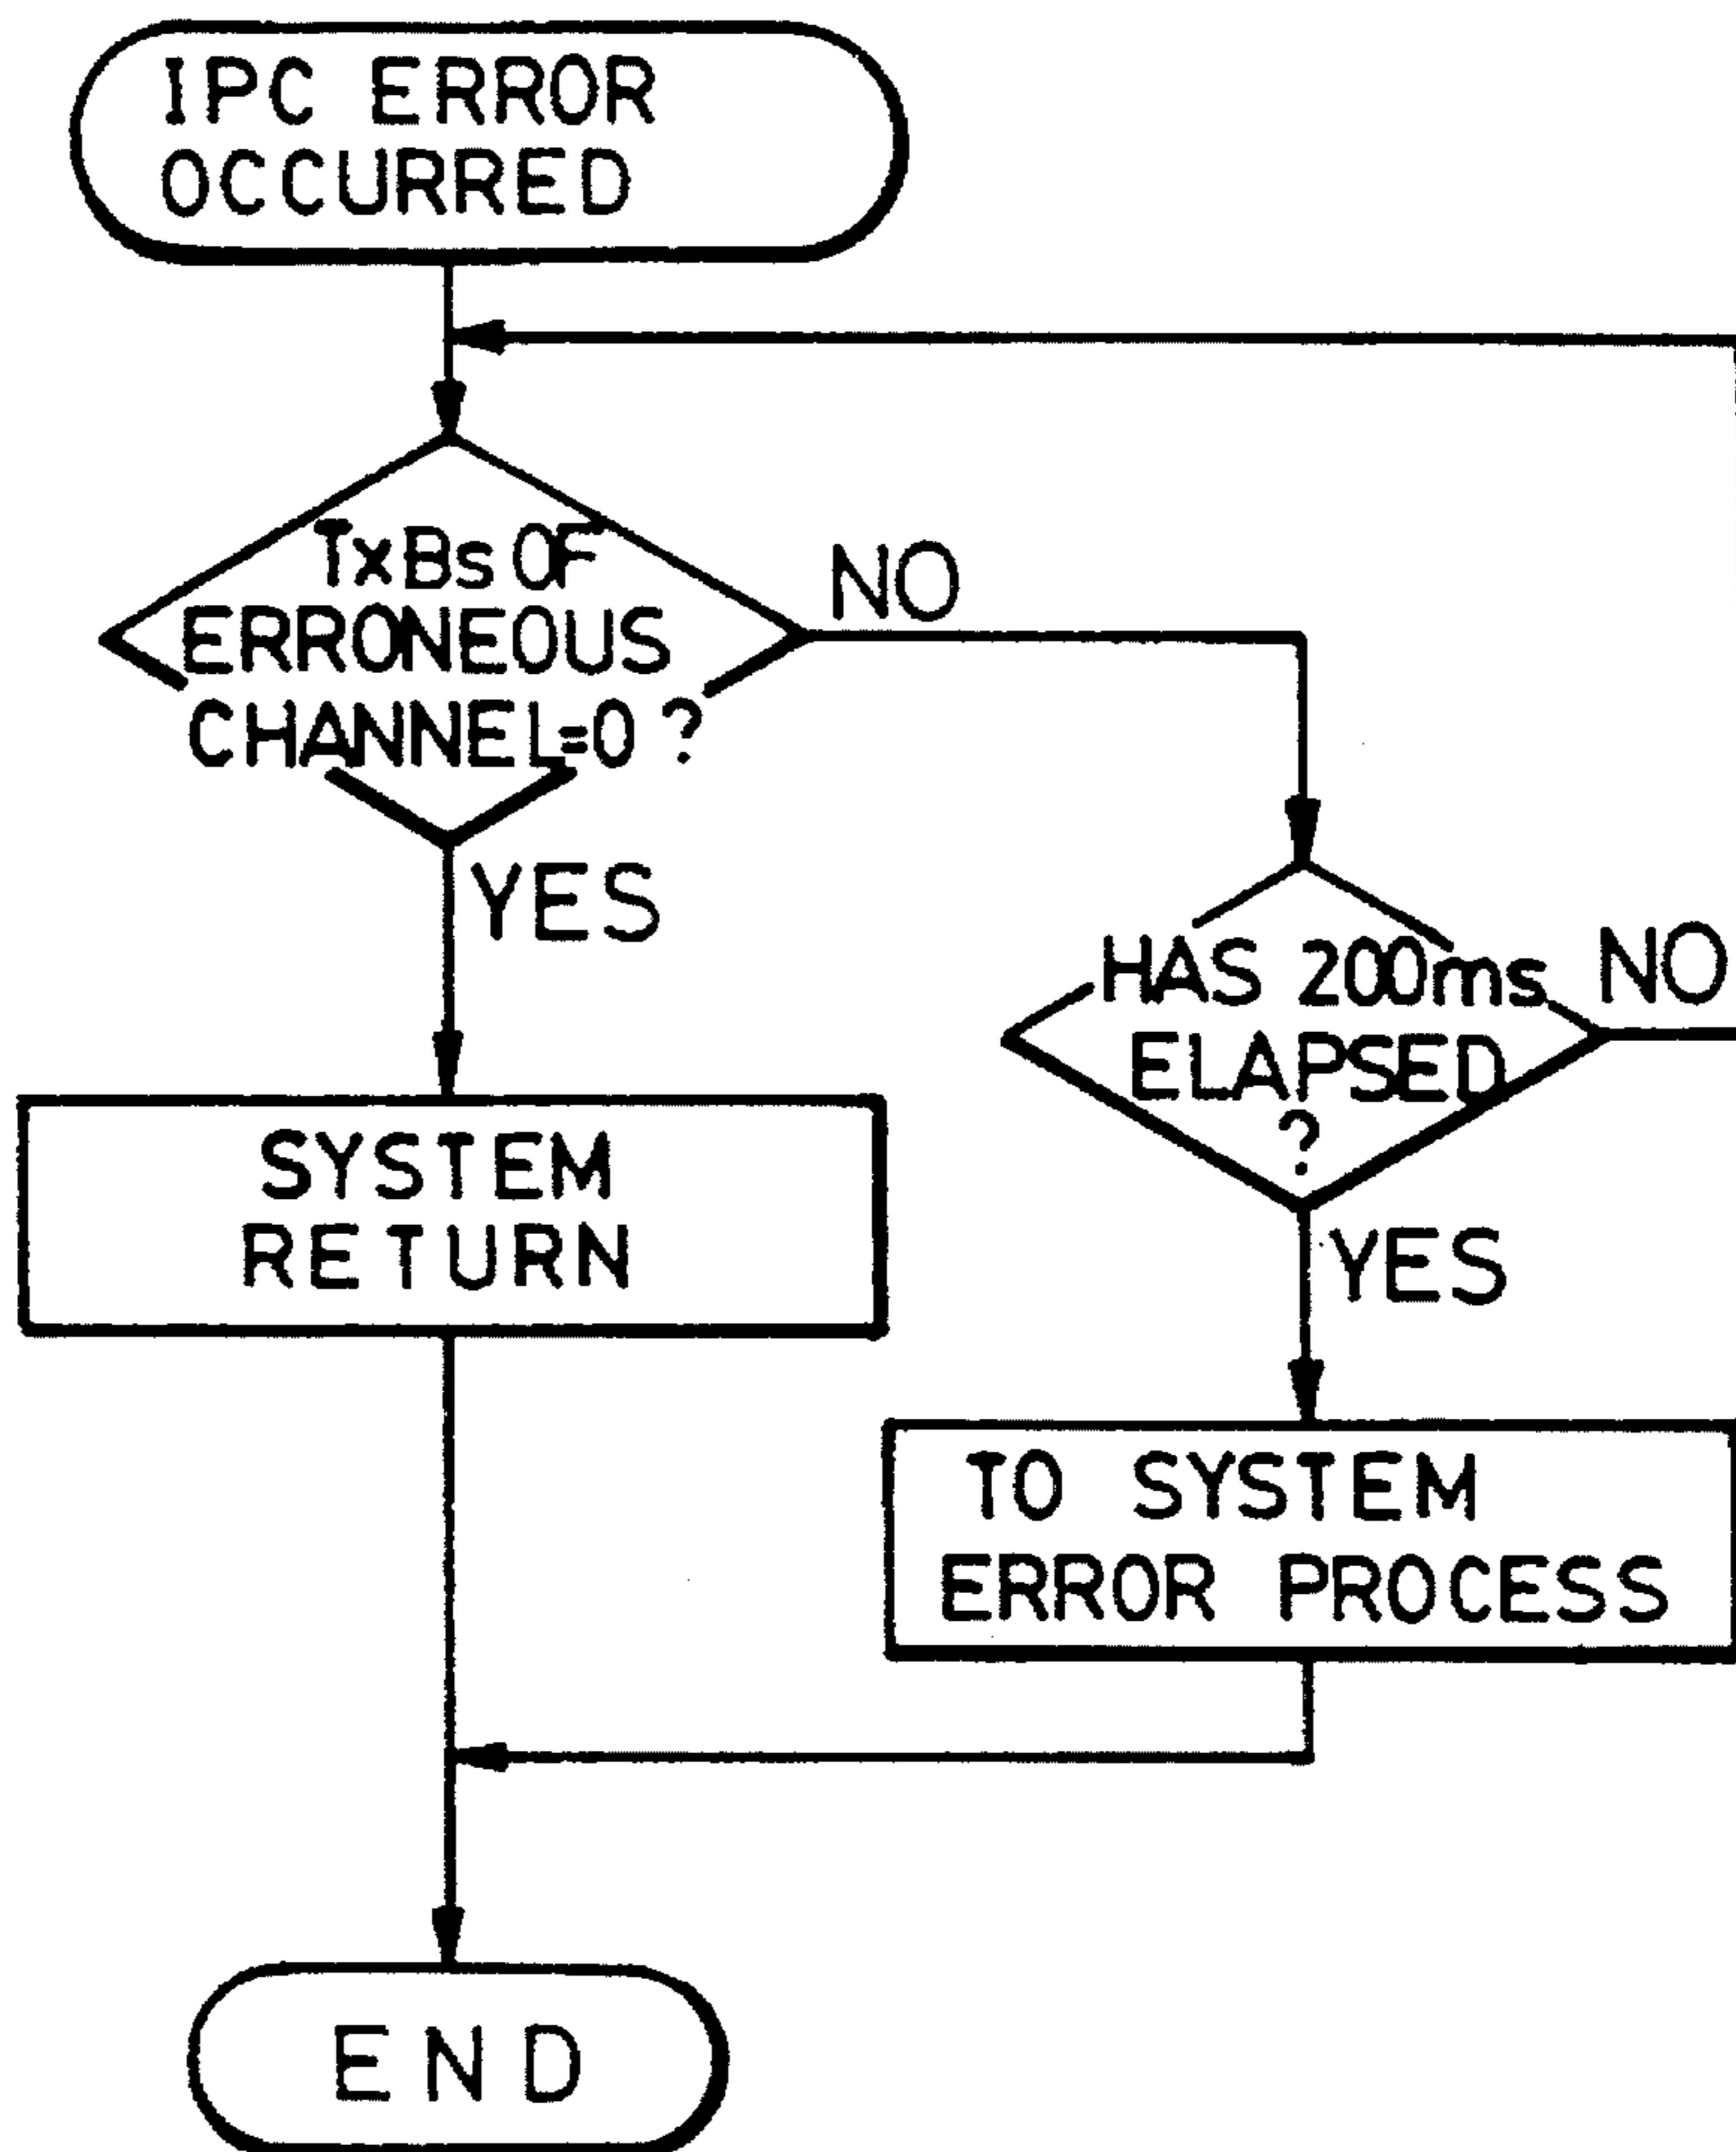 IPC ERROR
OCCURRED
TxBs OF
ERRONEOUS
CHANNEL=0 ?
NO
YES
HAS 200ms
ELAPSED
?
NO
YES
SYSTEM
RETURN
TO SYSTEM
ERROR PROCESS
END